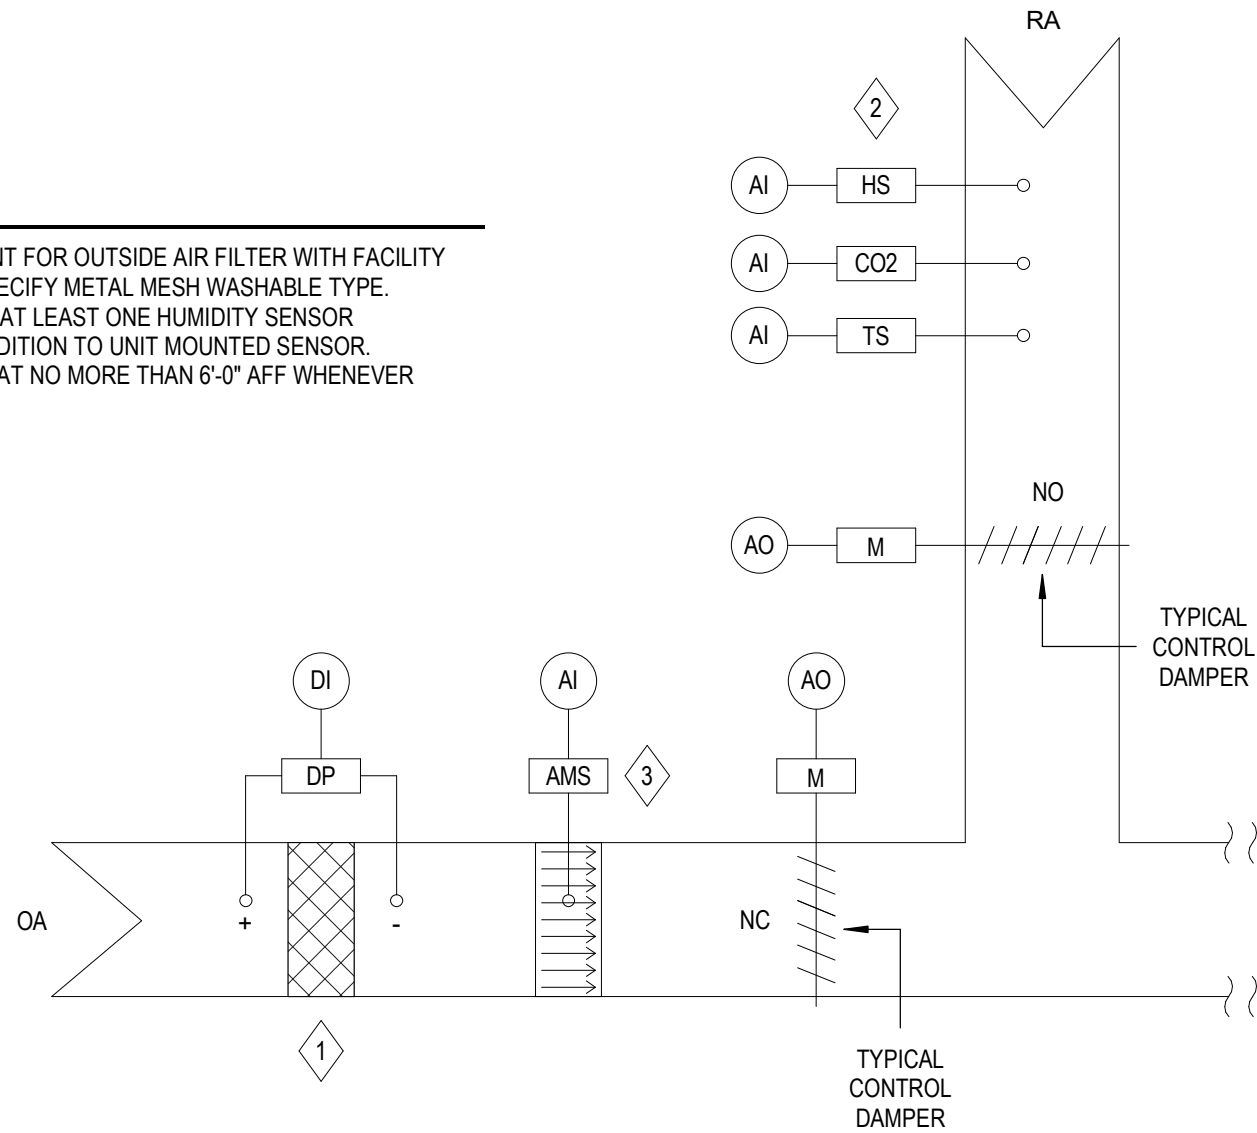 RA
2
AI HS
NT FOR OUTSIDE AIR FILTER WITH FACILITY
ECIFY METAL MESH WASHABLE TYPE.
AT LEAST ONE HUMIDITY SENSOR
DITION TO UNIT MOUNTED SENSOR.
AT NO MORE THAN 6'-0" AFF WHENEVER
AI CO2
AI TS
NO
AO M
TYPICAL
CONTROL
DAMPER
DI AI AO
DP AMS 3 M
OA + - NC
1
TYPICAL
CONTROL
DAMPER